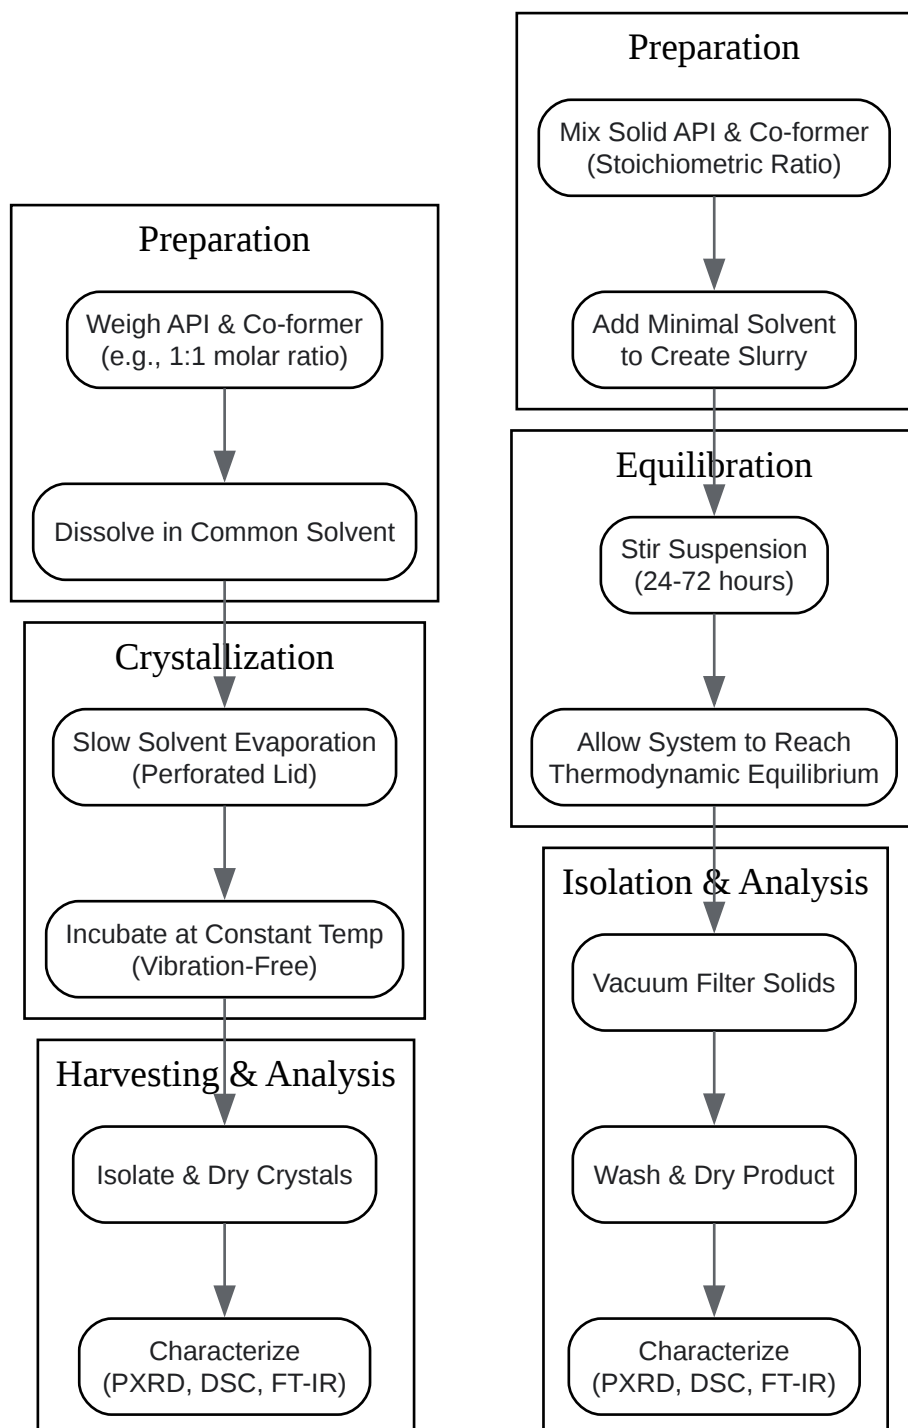 Preparation
Weigh API & Co-former
(e.g., 1:1 molar ratio)
Dissolve in Common Solvent
Crystallization
Slow Solvent Evaporation
(Perforated Lid)
Incubate at Constant Temp
(Vibration-Free)
Harvesting & Analysis
Isolate & Dry Crystals
Characterize
(PXRD, DSC, FT-IR)
Preparation
Mix Solid API & Co-former
(Stoichiometric Ratio)
Add Minimal Solvent
to Create Slurry
Equilibration
Stir Suspension
(24-72 hours)
Allow System to Reach
Thermodynamic Equilibrium
Isolation & Analysis
Vacuum Filter Solids
Wash & Dry Product
Characterize
(PXRD, DSC, FT-IR)